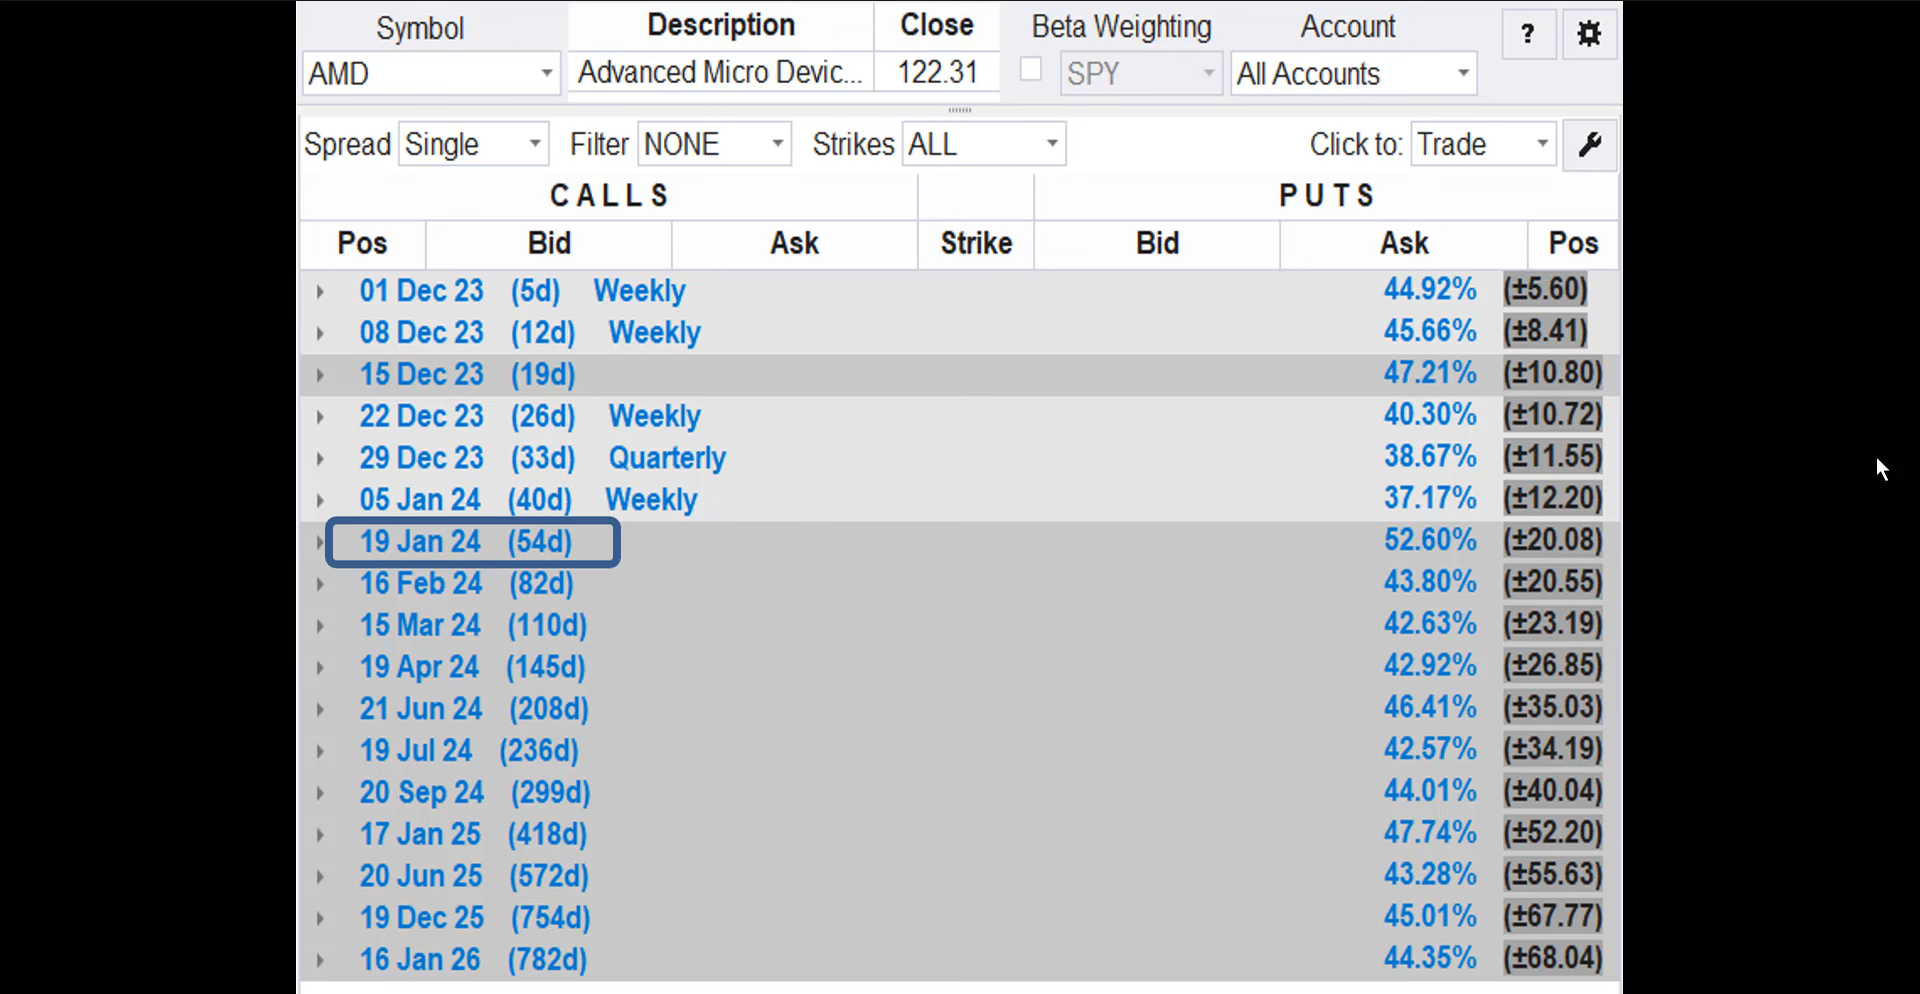 Symbol Description Close Beta Weighting Account ?
AMD Advanced Micro Devic... 122.31 SPY All Accounts
Spread Single Filter NONE Strikes ALL Click to: Trade
CALLS PUTS
Pos Bid Ask Strike Bid Ask Pos
01 Dec 23 (5d) Weekly 44.92% (±5.60)
08 Dec 23 (12d) Weekly 45.66% (±8.41)
15 Dec 23 (19d) 47.21% (±10.80)
22 Dec 23 (26d) Weekly 40.30% (±10.72)
29 Dec 23 (33d) Quarterly 38.67% (±11.55)
05 Jan 24 (40d) Weekly 37.17% (±12.20)
19 Jan 24 (54d) 52.60% (±20.08)
16 Feb 24 (82d) 43.80% (±20.55)
15 Mar 24 (110d) 42.63% (±23.19)
19 Apr 24 (145d) 42.92% (±26.85)
21 Jun 24 (208d) 46.41% (±35.03)
19 Jul 24 (236d) 42.57% (±34.19)
20 Sep 24 (299d) 44.01% (±40.04)
17 Jan 25 (418d) 47.74% (±52.20)
20 Jun 25 (572d) 43.28% (±55.63)
19 Dec 25 (754d) 45.01% (±67.77)
16 Jan 26 (782d) 44.35% (±68.04)